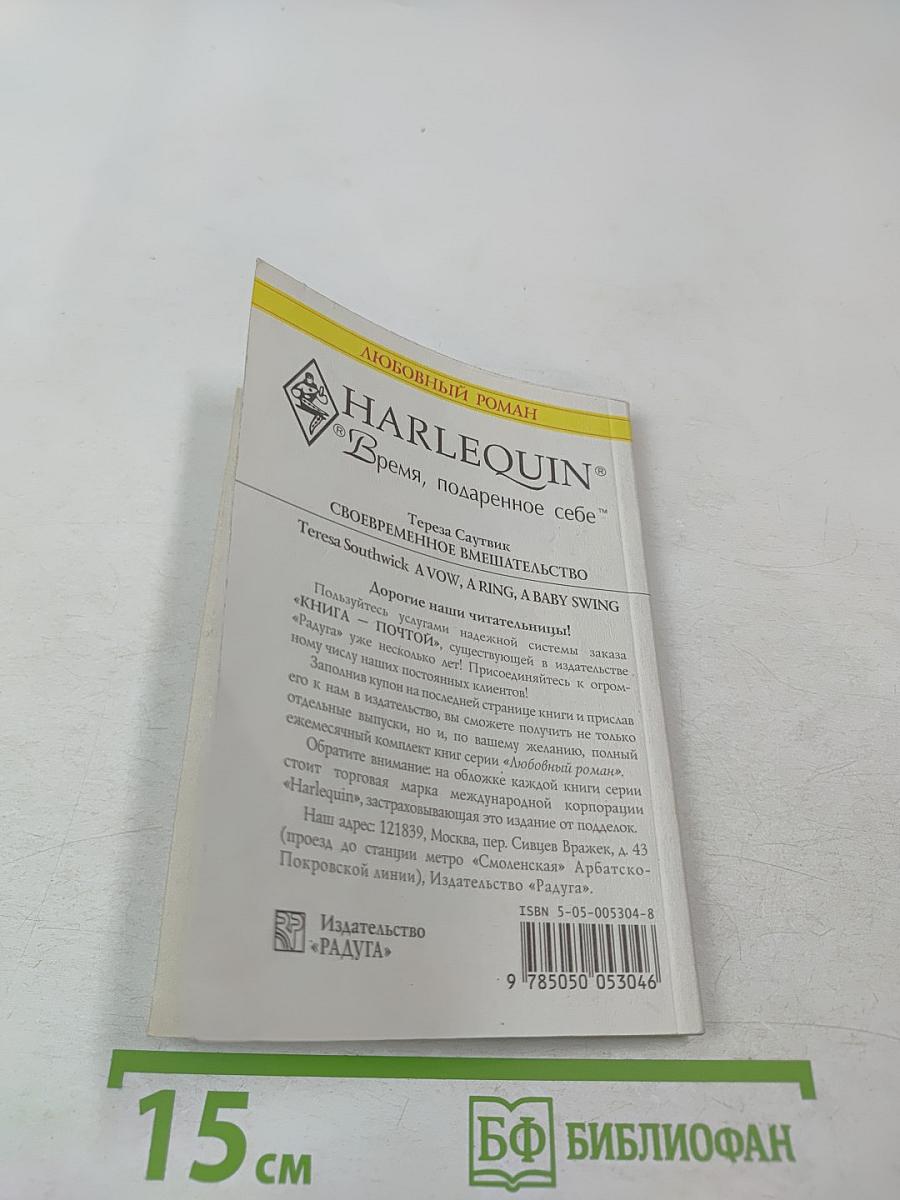 ЛЮБОВНЫЙ РОМАН
HARLEQUIN®
® Время, подаренное себе™
Тереза Саутвик
СВОЕВРЕМЕННОЕ ВМЕШАТЕЛЬСТВО
Teresa Southwick A VOW, A RING, A BABY SWING
Дорогие наши читательницы!
Пользуйтесь услугами надежной системы заказа
«КНИГА — ПОЧТОЙ», существующей в издательстве
«Радуга» уже несколько лет! Присоединяйтесь к огром-
ному числу наших постоянных клиентов!
Заполнив купон на последней странице книги и прислав
его к нам в издательство, вы сможете получить не только
отдельные выпуски, но и, по вашему желанию, полный
ежемесячный комплект книг серии «Любовный роман».
Обратите внимание: на обложке каждой книги серии
стоит торговая марка международной корпорации
«Harlequin», застраховывающая это издание от подделок.
Наш адрес: 121839, Москва, пер. Сивцев Вражек, д. 43
(проезд до станции метро «Смоленская» Арбатско-
Покровской линии), Издательство «Радуга».
Издательство
«РАДУГА»
ISBN 5-05-005304-8
9 785050 053046
15 см
БФ БИБЛИОФАН